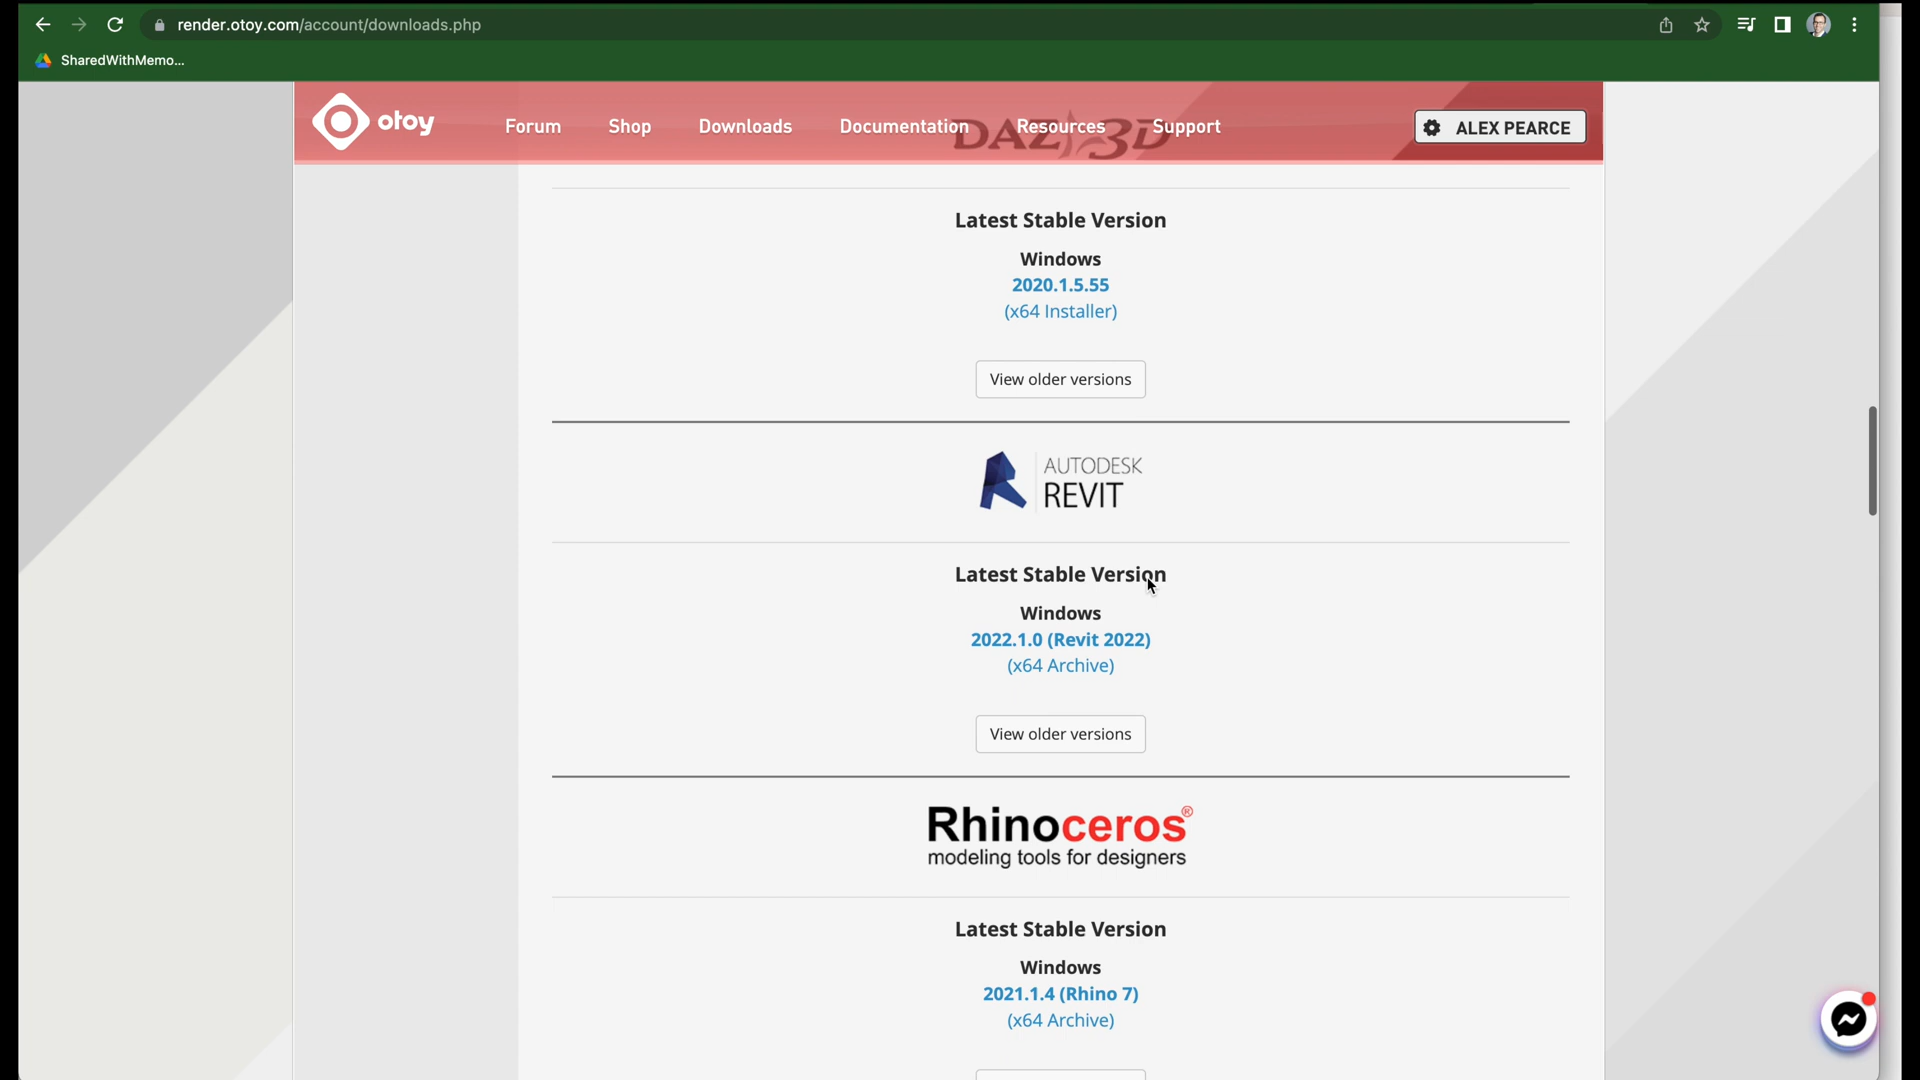 render.otoy.com/account/downloads.php
SharedWithMemo...
otoy
Forum
Shop
Downloads
Documentation
Resources
Support
ALEX PEARCE
DAZ 3D
Latest Stable Version
Windows
2020.1.5.55
(x64 Installer)
View older versions
AUTODESK
REVIT
Latest Stable Version
Windows
2022.1.0 (Revit 2022)
(x64 Archive)
View older versions
Rhinoceros®
modeling tools for designers
Latest Stable Version
Windows
2021.1.4 (Rhino 7)
(x64 Archive)